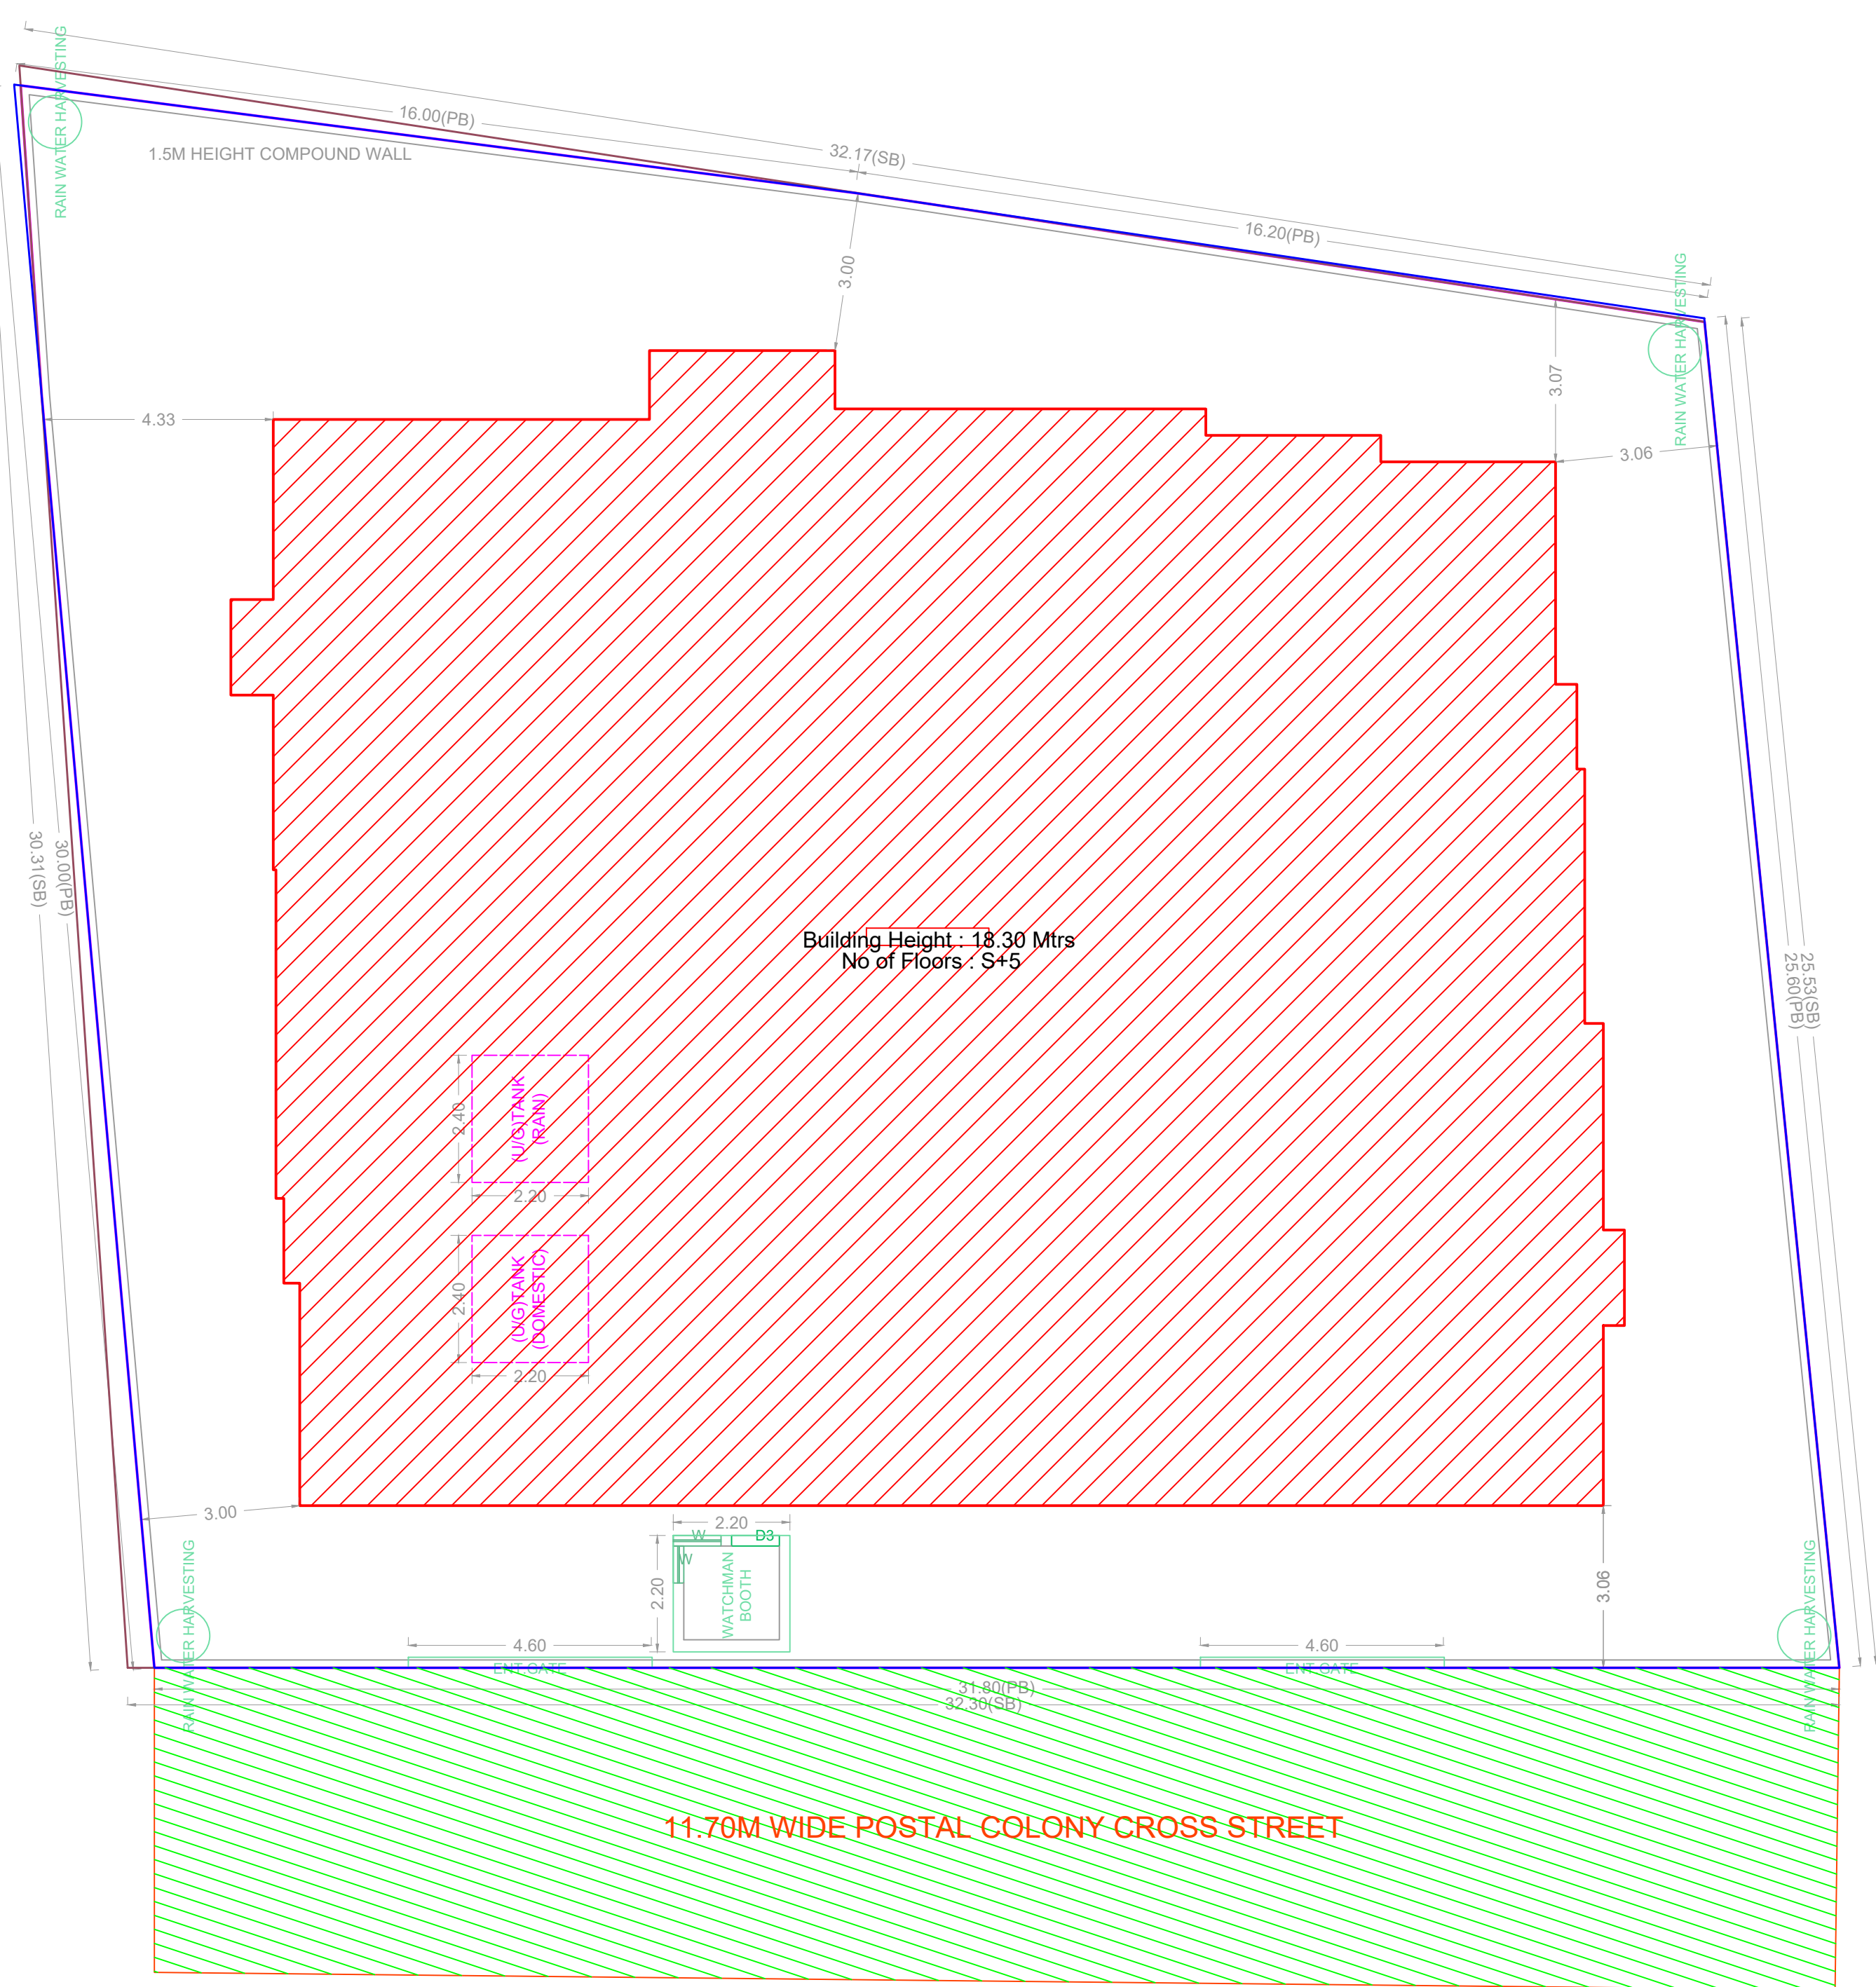 RAIN WATER HARVESTING
16.00(PB)
1.5M HEIGHT COMPOUND WALL
32.17(SB)
16.20(PB)
RAIN WATER HARVESTING
3.00
3.07
4.33
3.06
30.31(SB)
30.00(PB)
Building Height : 18.30 Mtrs
No of Floors : S+5
25.53(SB)
25.60(PB)
2.40
(U/G)TANK
(RAIN)
2.20
2.40
(U/G)TANK
(DOMESTIC)
2.20
3.00
2.20
W
D3
W
2.20
WATCHMAN
BOOTH
3.06
RAIN WATER HARVESTING
4.60
ENT GATE
4.60
ENT GATE
RAIN WATER HARVESTING
31.80(PB)
32.30(SB)
11.70M WIDE POSTAL COLONY CROSS STREET